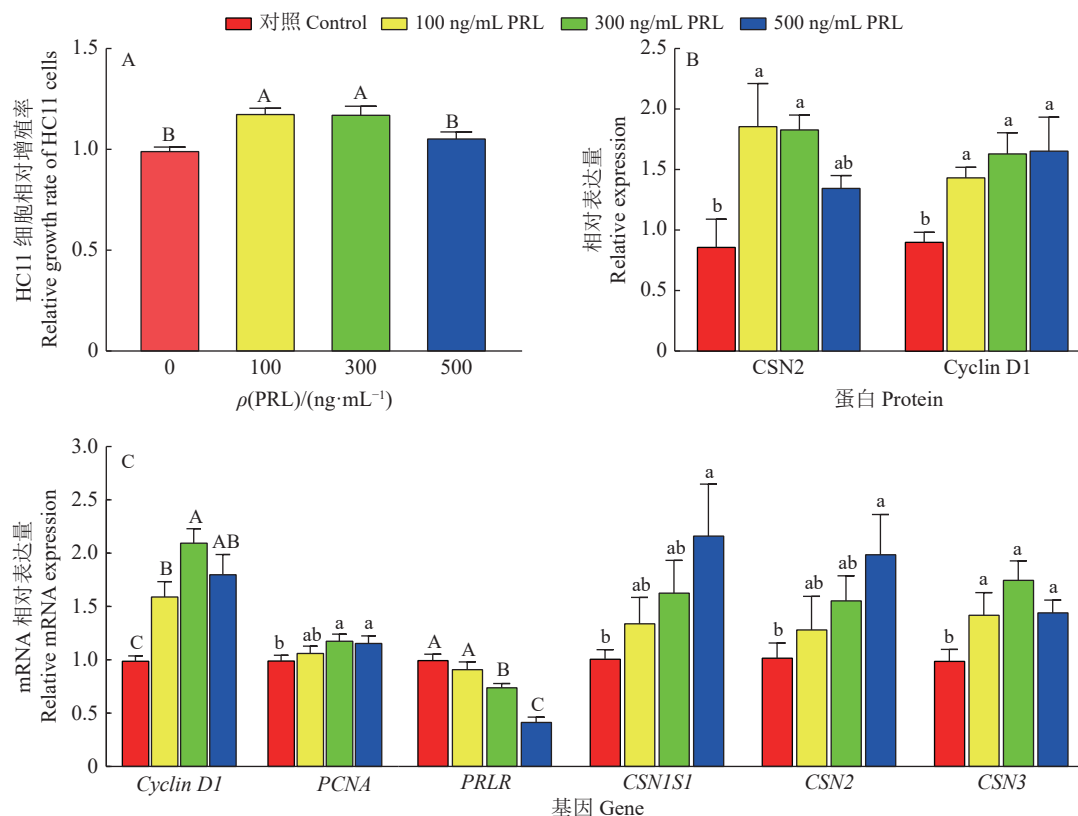 对照 Control 100 ng/mL PRL 300 ng/mL PRL 500 ng/mL PRL
A
HC11 细胞相对增殖率
Relative growth rate of HC11 cells
1.5
1.0
0.5
0
B A A B
0 100 300 500
ρ(PRL)/(ng·mL⁻¹)
B
相对表达量
Relative expression
2.5
2.0
1.5
1.0
0.5
0
b a a ab b a a a
CSN2 Cyclin D1
蛋白 Protein
C
mRNA 相对表达量
Relative mRNA expression
3.0
2.5
2.0
1.5
1.0
0.5
0
C B A AB b ab a a A A B C b ab ab a b ab ab a b a a a
Cyclin D1 PCNA PRLR CSN1S1 CSN2 CSN3
基因 Gene